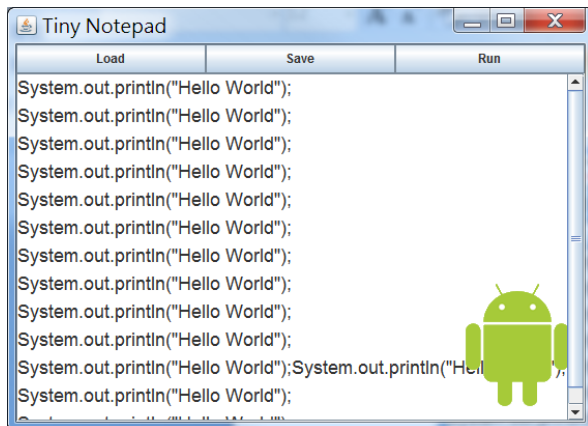 Tiny Notepad
Load Save Run
System.out.println("Hello World");
System.out.println("Hello World");
System.out.println("Hello World");
System.out.println("Hello World");
System.out.println("Hello World");
System.out.println("Hello World");
System.out.println("Hello World");
System.out.println("Hello World");
System.out.println("Hello World");
System.out.println("Hello World");
System.out.println("Hello World");System.out.println("Hell );
System.out.println("Hello World");